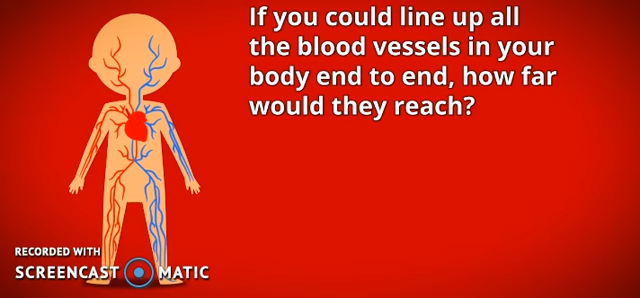 If you could line up all
the blood vessels in your
body end to end, how far
would they reach?
RECORDED WITH
SCREENCAST MATIC